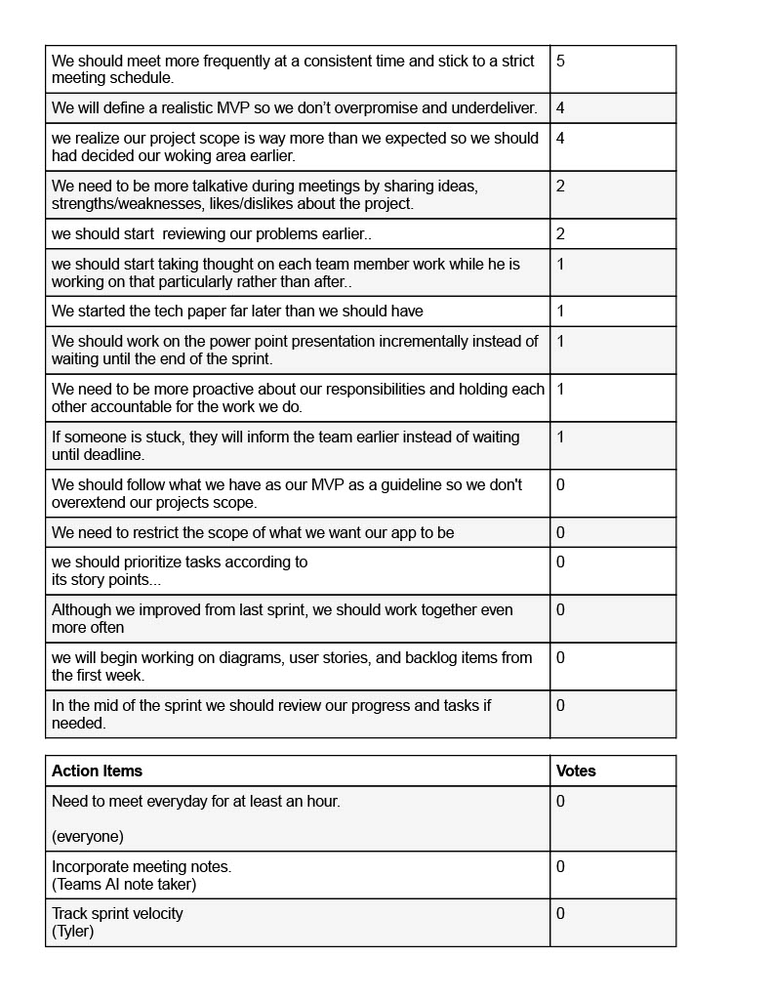 We should meet more frequently at a consistent time and stick to a strict 5
meeting schedule.
We will define a realistic MVP so we don’t overpromise and underdeliver. 4
we realize our project scope is way more than we expected so we should 4
had decided our woking area earlier.
We need to be more talkative during meetings by sharing ideas, 2
strengths/weaknesses, likes/dislikes about the project.
we should start  reviewing our problems earlier.. 2
we should start taking thought on each team member work while he is 1
working on that particularly rather than after..
We started the tech paper far later than we should have 1
We should work on the power point presentation incrementally instead of 1
waiting until the end of the sprint.
We need to be more proactive about our responsibilities and holding each 1
other accountable for the work we do.
If someone is stuck, they will inform the team earlier instead of waiting 1
until deadline.
We should follow what we have as our MVP as a guideline so we don't 0
overextend our projects scope.
We need to restrict the scope of what we want our app to be 0
we should prioritize tasks according to 0
its story points...
Although we improved from last sprint, we should work together even 0
more often
we will begin working on diagrams, user stories, and backlog items from 0
the first week.
In the mid of the sprint we should review our progress and tasks if 0
needed.
Action Items Votes
Need to meet everyday for at least an hour. 0
(everyone)
Incorporate meeting notes. 0
(Teams AI note taker)
Track sprint velocity 0
(Tyler)